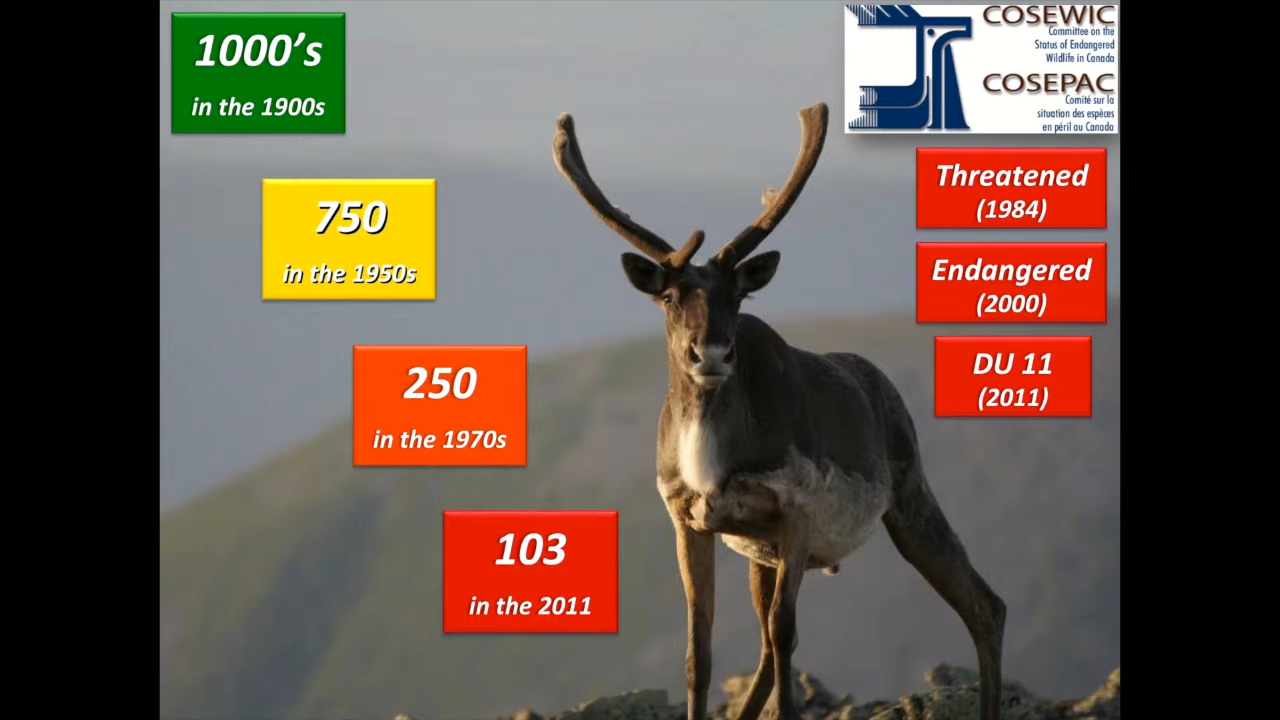 1000's
in the 1900s
750
in the 1950s
250
in the 1970s
103
in the 2011
COSEWIC
Committee on the
Status of Endangered
Wildlife in Canada
COSEPAC
Comité sur la
situation des espèces
en péril au Canada
Threatened
(1984)
Endangered
(2000)
DU 11
(2011)